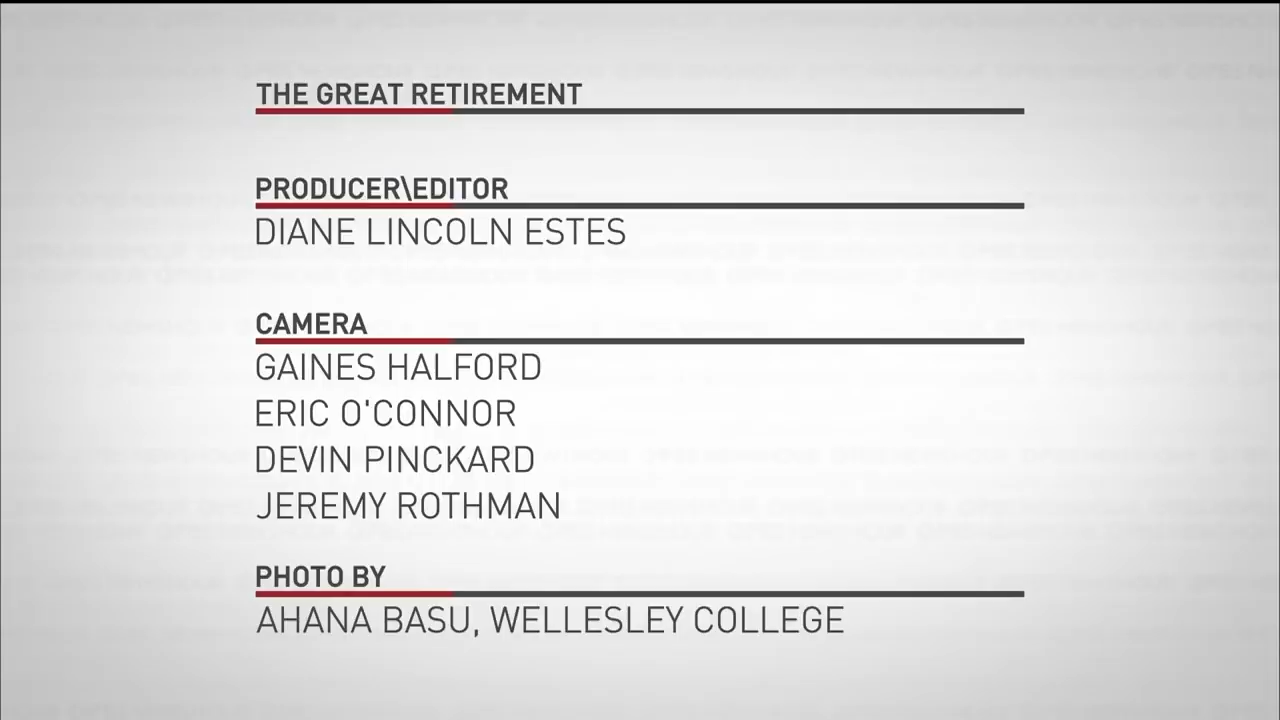 THE GREAT RETIREMENT
PRODUCER\EDITOR
DIANE LINCOLN ESTES
CAMERA
GAINES HALFORD
ERIC O'CONNOR
DEVIN PINCKARD
JEREMY ROTHMAN
PHOTO BY
AHANA BASU, WELLESLEY COLLEGE